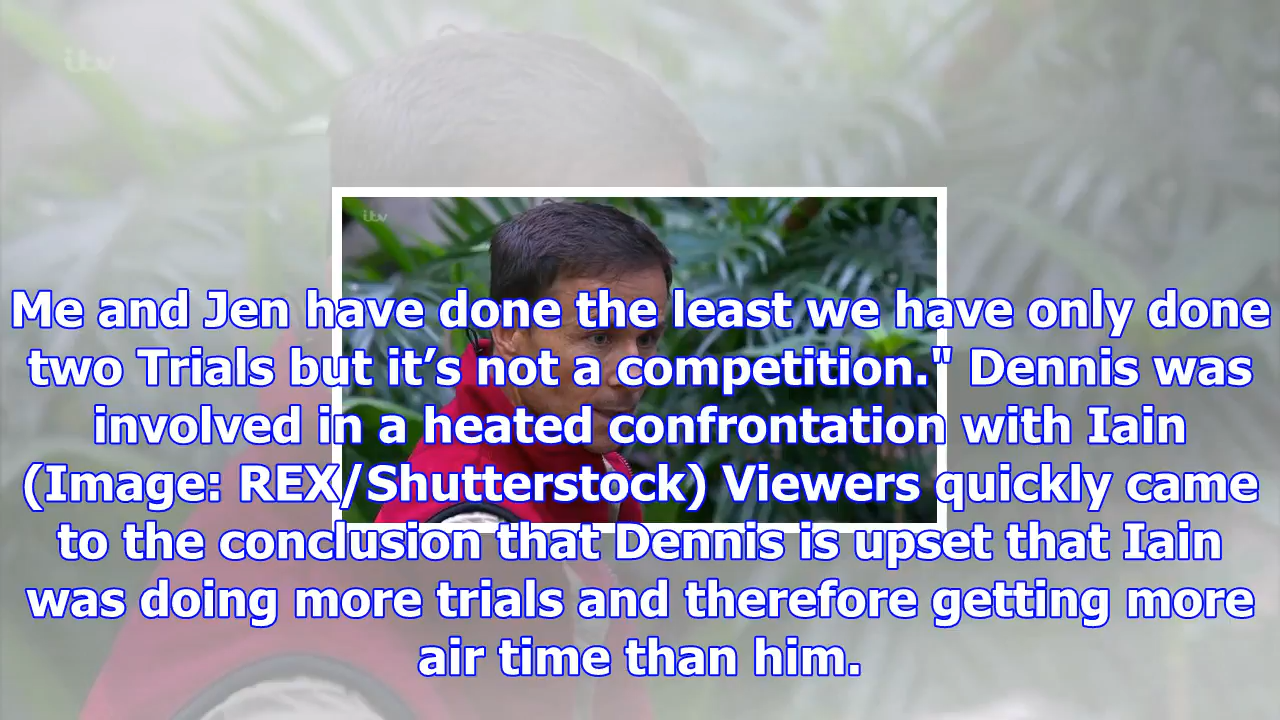 itv
itv
Me and Jen have done the least we have only done
two Trials but it’s not a competition." Dennis was
involved in a heated confrontation with Iain
(Image: REX/Shutterstock) Viewers quickly came
to the conclusion that Dennis is upset that Iain
was doing more trials and therefore getting more
air time than him.